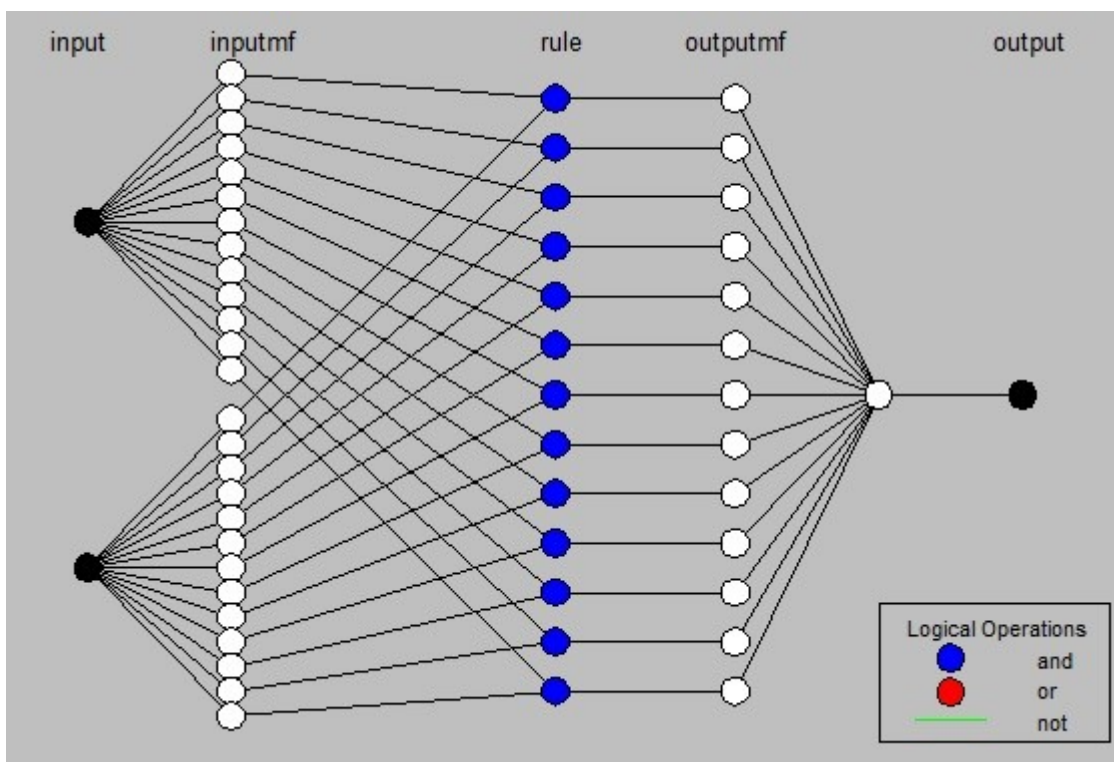 input inputmf rule outputmf output
Logical Operations
and
or
not